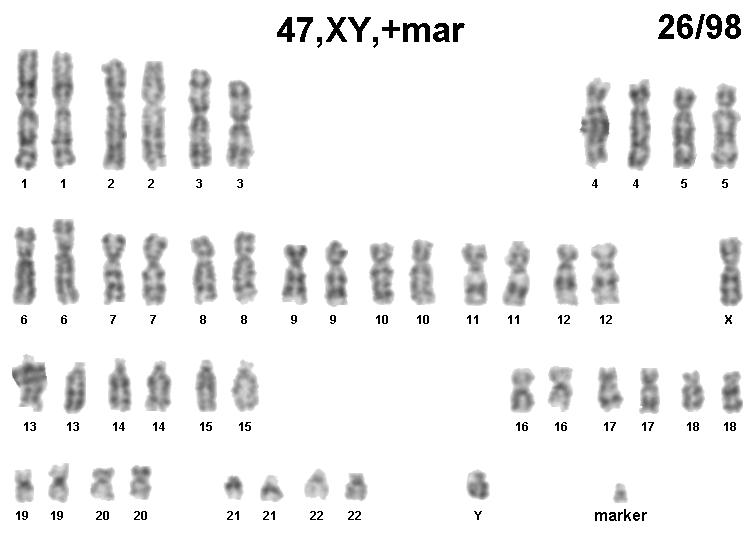 47,XY,+mar 26/98
1 1 2 2 3 3 4 4 5 5
6 6 7 7 8 8 9 9 10 10 11 11 12 12 X
13 13 14 14 15 15 16 16 17 17 18 18
19 19 20 20 21 21 22 22 Y marker